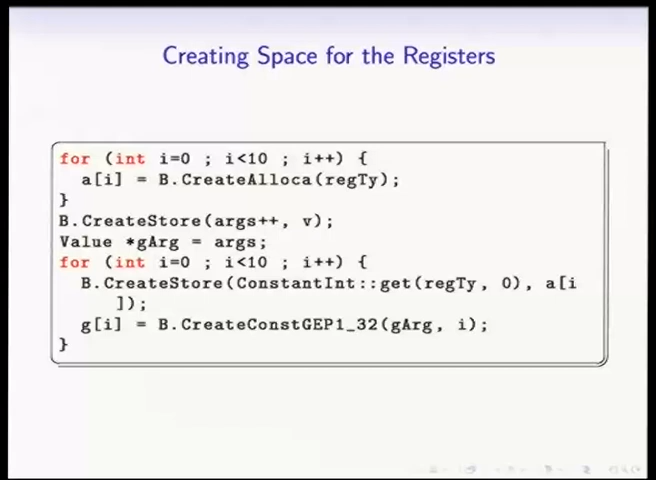 Creating Space for the Registers
for (int i=0 ; i<10 ; i++) {
a[i] = B.CreateAlloca(regTy);
}
B.CreateStore(args++, v);
Value *gArg = args;
for (int i=0 ; i<10 ; i++) {
B.CreateStore(ConstantInt::get(regTy, 0), a[i
]);
g[i] = B.CreateConstGEP1_32(gArg, i);
}